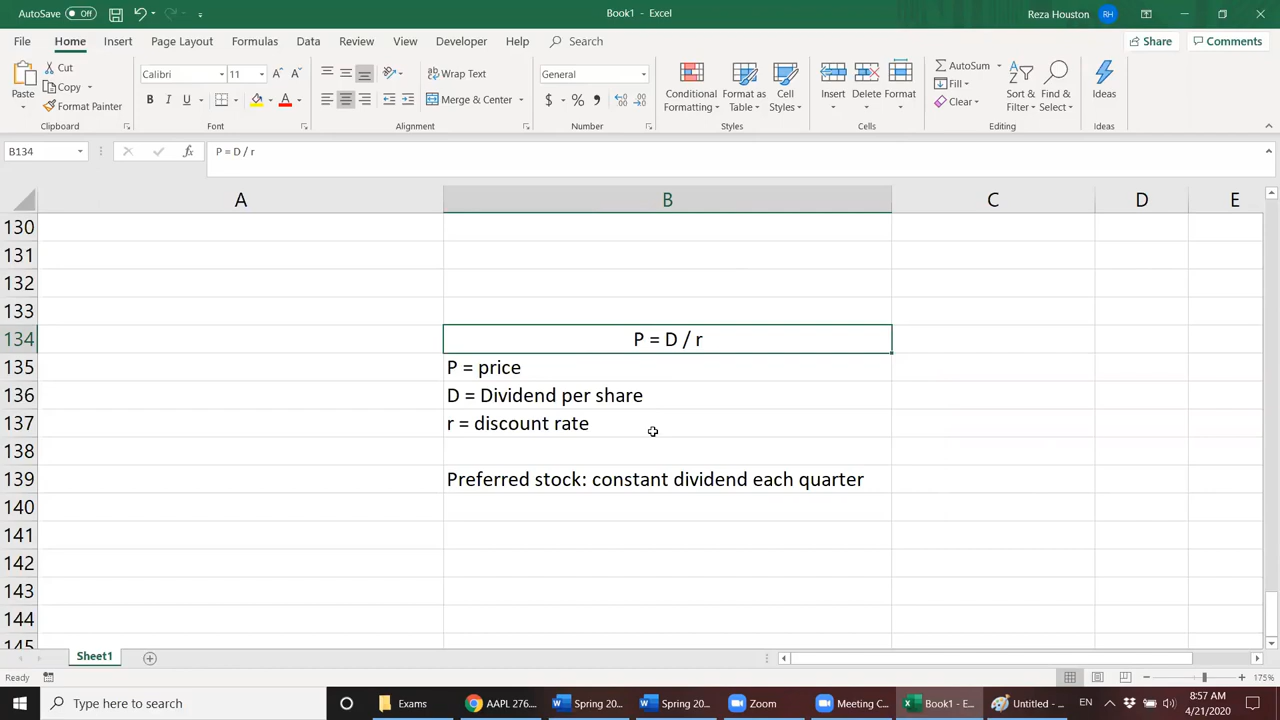 AutoSave Off
Book1 - Excel
Reza Houston RH
File Home Insert Page Layout Formulas Data Review View Developer Help Search
Share Comments
Paste
Cut
Copy
Format Painter
Clipboard
Calibri 11
B I U
Font
Wrap Text
Merge & Center
Alignment
General
$ % ,
Number
Conditional Formatting
Format as Table
Cell Styles
Styles
Insert Delete Format
Cells
AutoSum
Fill
Clear
Sort & Filter
Find & Select
Editing
Ideas
Ideas
B134
fx
P = D / r
A B C D E
130
131
132
133
134 P = D / r
135 P = price
136 D = Dividend per share
137 r = discount rate
138
139 Preferred stock: constant dividend each quarter
140
141
142
143
144
145
Sheet1
Ready
175%
Type here to search
Exams
AAPL 276....
Spring 20...
Spring 20...
Zoom
Meeting C...
Book1 - E...
Untitled - ...
EN
8:57 AM
4/21/2020